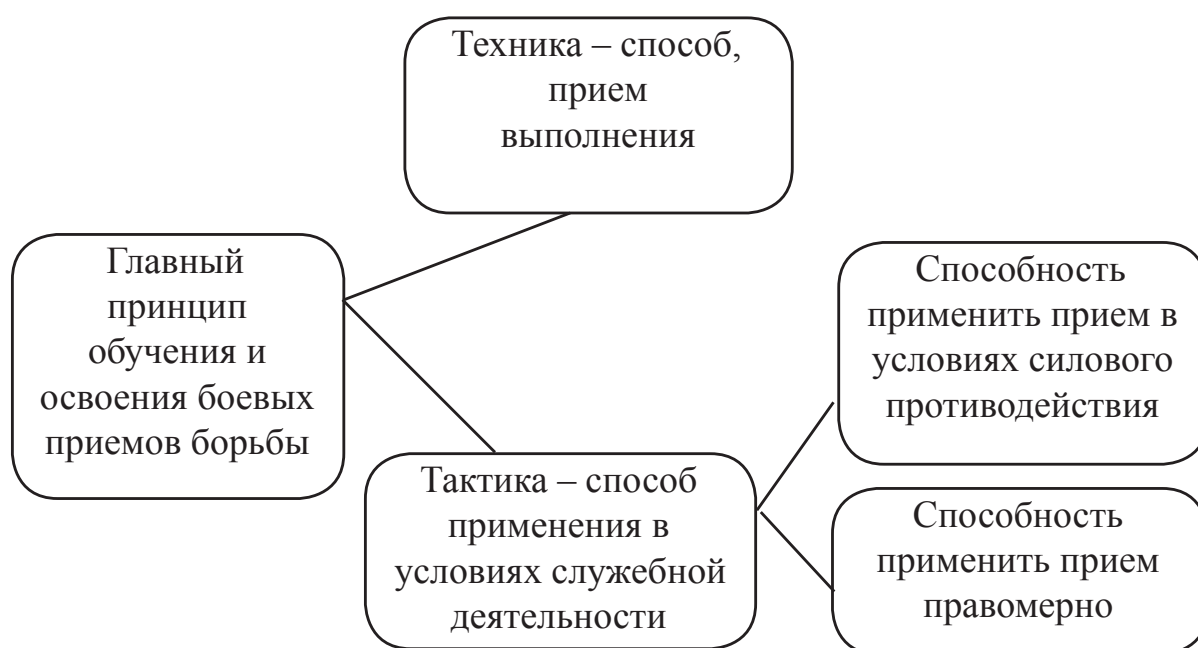 Техника – способ,
прием
выполнения
Главный
принцип
обучения и
освоения боевых
приемов борьбы
Способность
применить прием в
условиях силового
противодействия
Тактика – способ
применения в
условиях служебной
деятельности
Способность
применить прием
правомерно